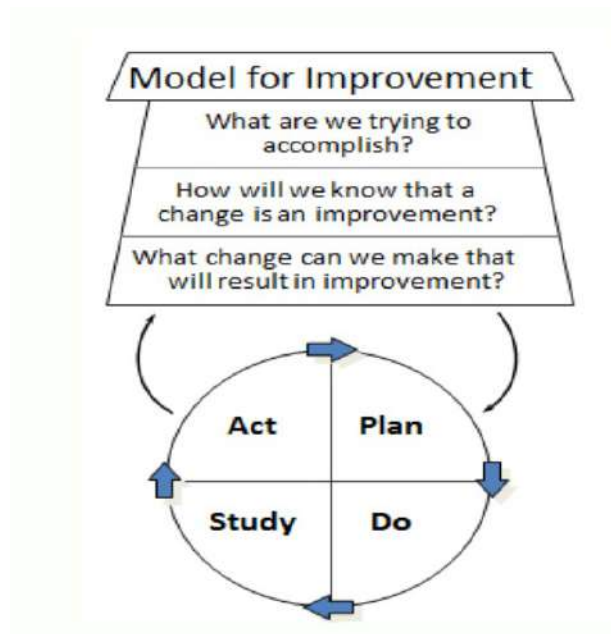 Model for Improvement
What are we trying to
accomplish?
How will we know that a
change is an improvement?
What change can we make that
will result in improvement?
Act
Plan
Study
Do